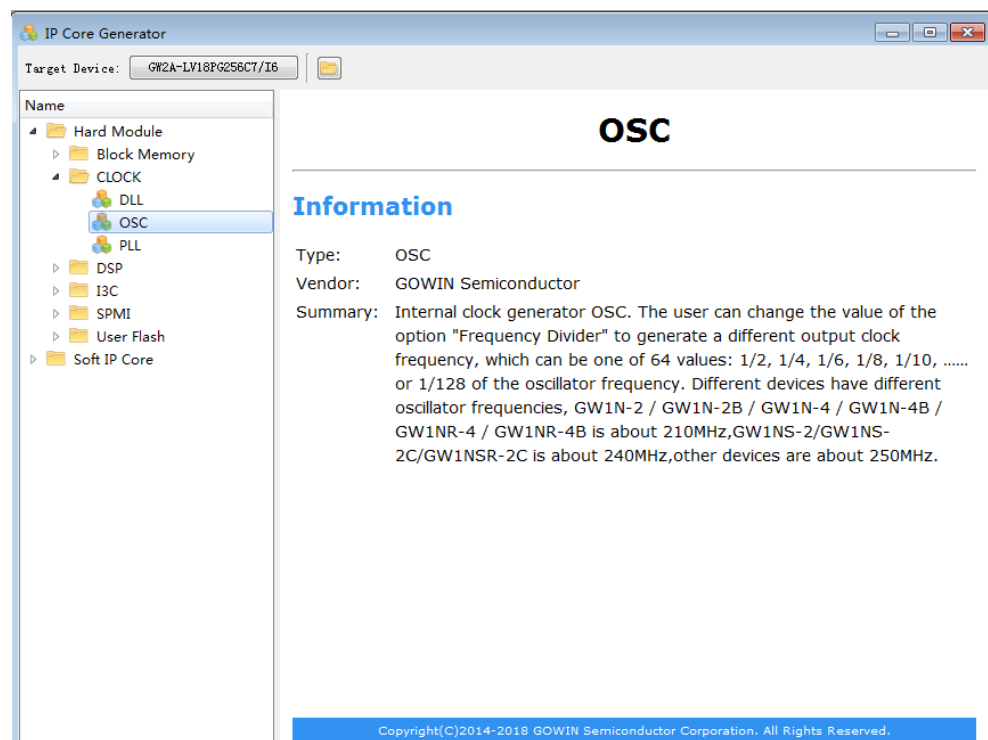 IP Core Generator
Target Device: GW2A-LV18PG256C7/I6
Name
Hard Module
Block Memory
CLOCK
DLL
OSC
PLL
DSP
I3C
SPMI
User Flash
Soft IP Core
OSC
Information
Type: OSC
Vendor: GOWIN Semiconductor
Summary: Internal clock generator OSC. The user can change the value of the
option "Frequency Divider" to generate a different output clock
frequency, which can be one of 64 values: 1/2, 1/4, 1/6, 1/8, 1/10, ......
or 1/128 of the oscillator frequency. Different devices have different
oscillator frequencies, GW1N-2 / GW1N-2B / GW1N-4 / GW1N-4B /
GW1NR-4 / GW1NR-4B is about 210MHz,GW1NS-2/GW1NS-
2C/GW1NSR-2C is about 240MHz,other devices are about 250MHz.
Copyright(C)2014-2018 GOWIN Semiconductor Corporation. All Rights Reserved.